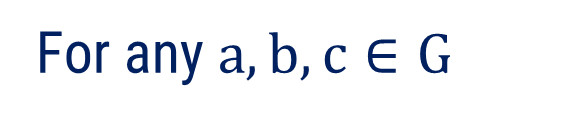 For any a, b, c ∈ G